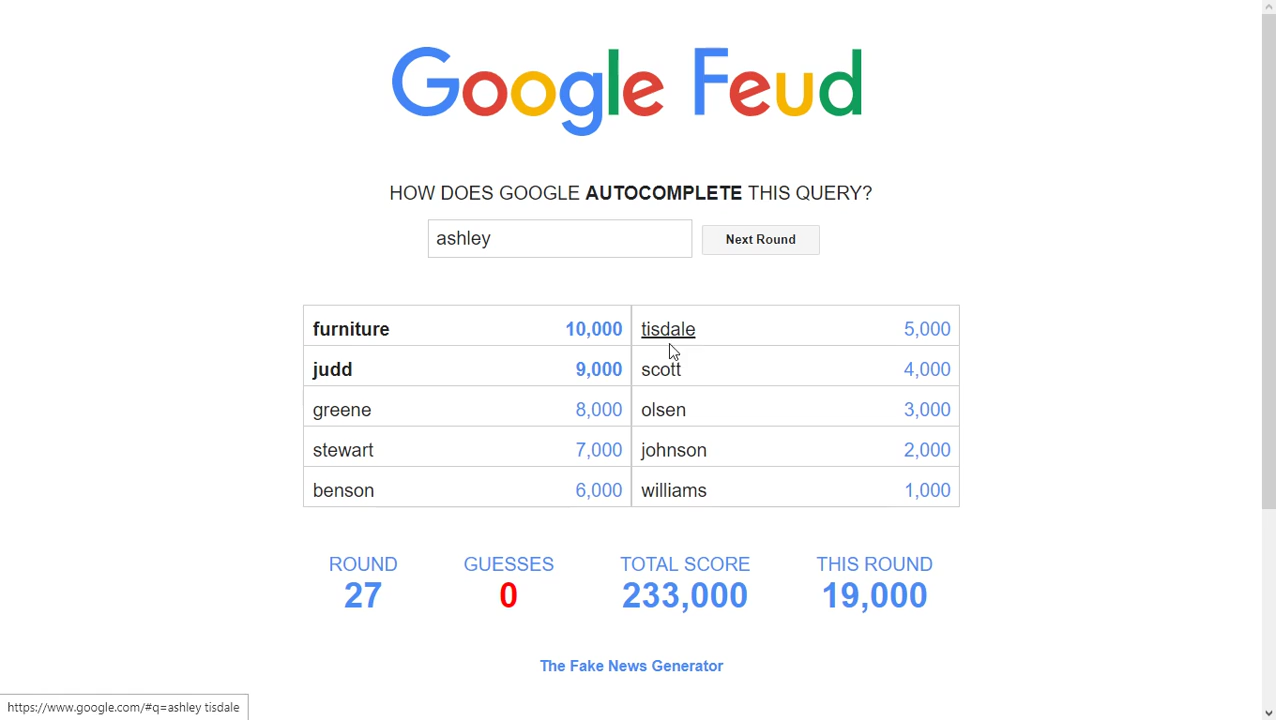 Google Feud
HOW DOES GOOGLE AUTOCOMPLETE THIS QUERY?
ashley
Next Round
furniture 10,000 tisdale 5,000
judd 9,000 scott 4,000
greene 8,000 olsen 3,000
stewart 7,000 johnson 2,000
benson 6,000 williams 1,000
ROUND GUESSES TOTAL SCORE THIS ROUND
27 0 233,000 19,000
The Fake News Generator
https://www.google.com/#q=ashley tisdale